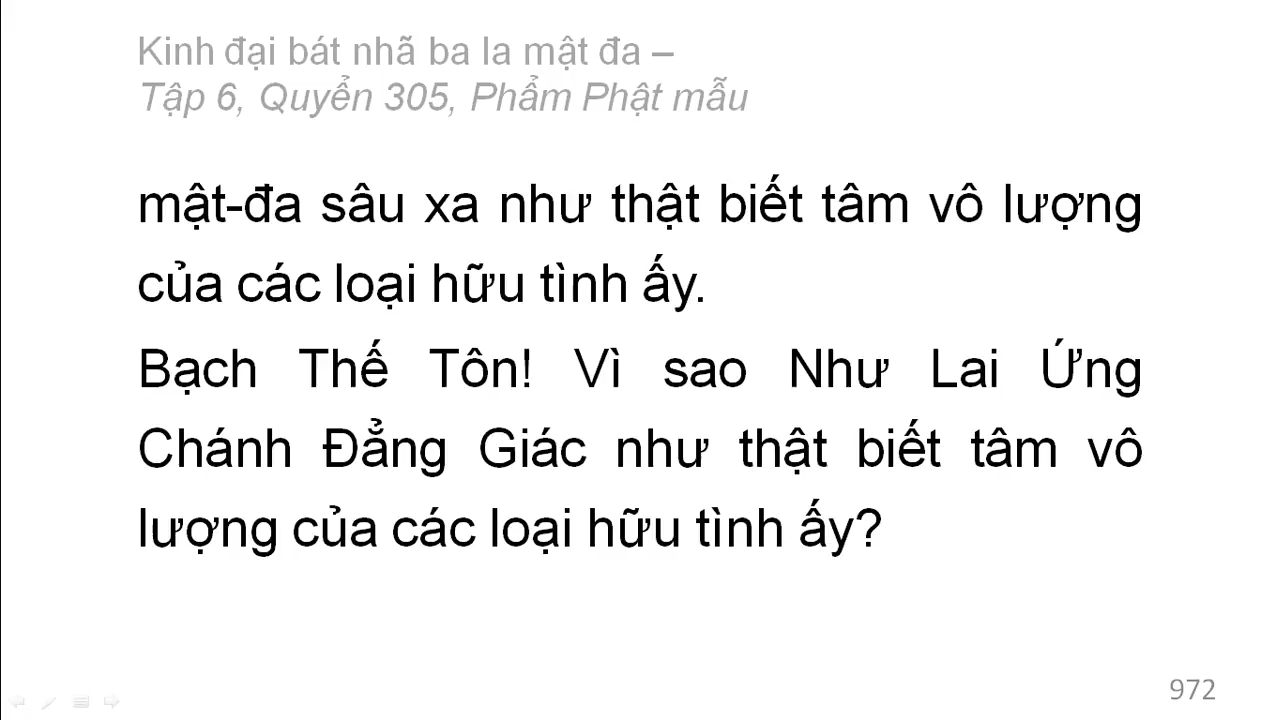 Kinh đại bát nhã ba la mật đa –
Tập 6, Quyển 305, Phẩm Phật mẫu
mật-đa sâu xa như thật biết tâm vô lượng
của các loại hữu tình ấy.
Bạch Thế Tôn! Vì sao Như Lai Ứng
Chánh Đẳng Giác như thật biết tâm vô
lượng của các loại hữu tình ấy?
972